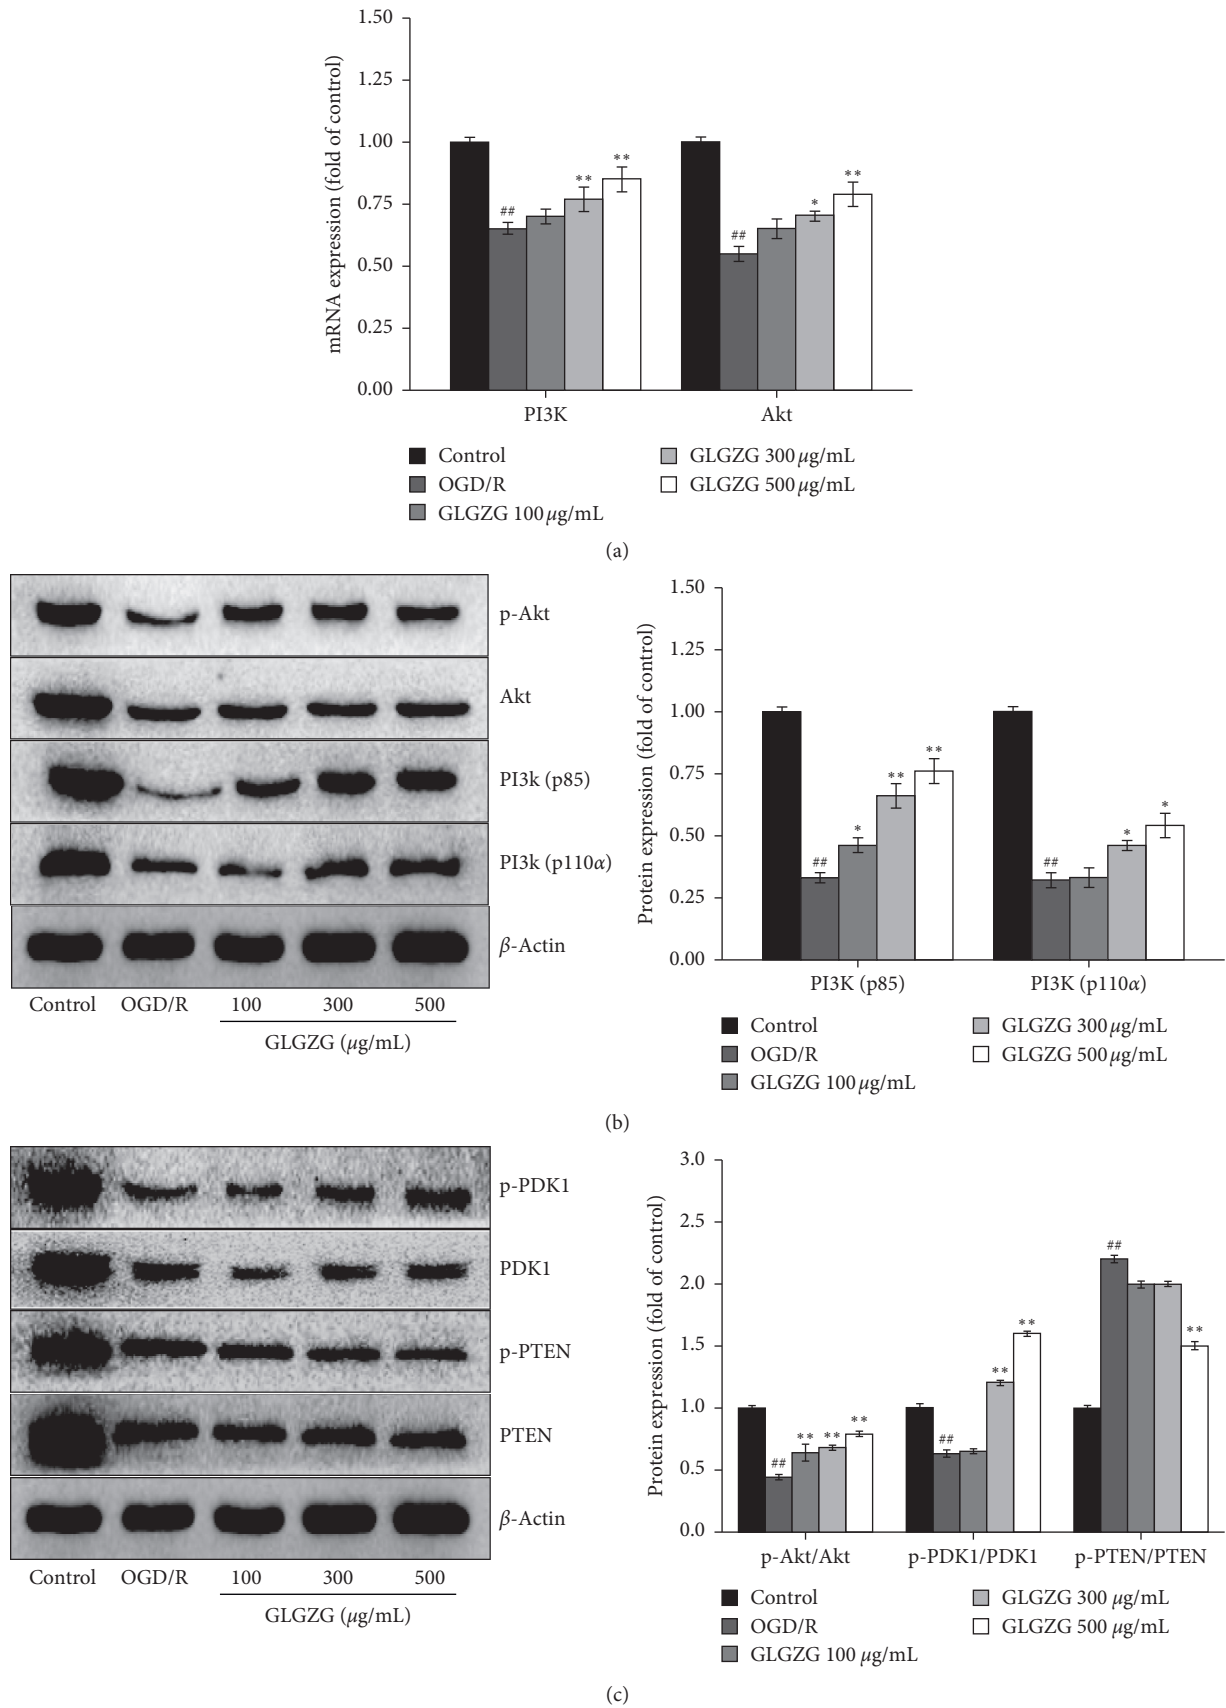 1.50
1.25
1.00
0.75
0.50
0.25
0.00
mRNA expression (fold of control)
##
**
**
##
*
**
PI3K
Akt
Control
OGD/R
GLGZG 100 µg/mL
GLGZG 300 µg/mL
GLGZG 500 µg/mL
(a)
p-Akt
Akt
PI3k (p85)
PI3k (p110α)
β-Actin
Control OGD/R 100 300 500
GLGZG (µg/mL)
1.50
1.25
1.00
0.75
0.50
0.25
0.00
Protein expression (fold of control)
##
*
**
**
##
*
*
PI3K (p85)
PI3K (p110α)
Control
OGD/R
GLGZG 100 µg/mL
GLGZG 300 µg/mL
GLGZG 500 µg/mL
(b)
p-PDK1
PDK1
p-PTEN
PTEN
β-Actin
Control OGD/R 100 300 500
GLGZG (µg/mL)
3.0
2.5
2.0
1.5
1.0
0.5
0.0
Protein expression (fold of control)
##
**
**
**
##
**
**
##
**
p-Akt/Akt
p-PDK1/PDK1
p-PTEN/PTEN
Control
OGD/R
GLGZG 100 µg/mL
GLGZG 300 µg/mL
GLGZG 500 µg/mL
(c)